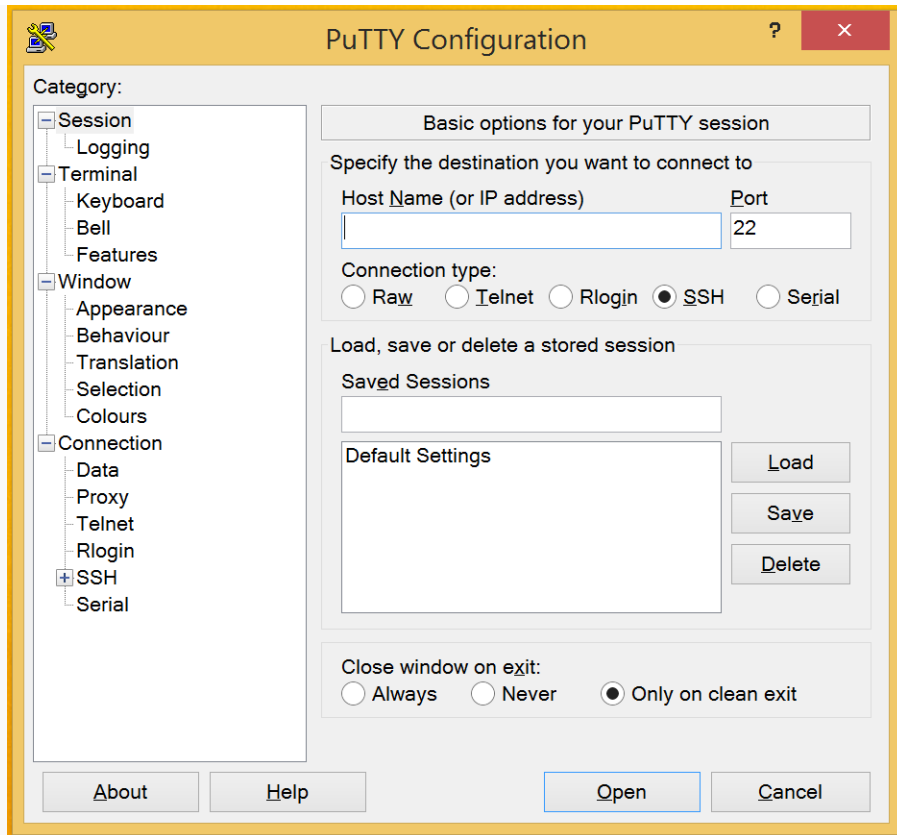 PuTTY Configuration
?
Category:
Session
Logging
Terminal
Keyboard
Bell
Features
Window
Appearance
Behaviour
Translation
Selection
Colours
Connection
Data
Proxy
Telnet
Rlogin
SSH
Serial
Basic options for your PuTTY session
Specify the destination you want to connect to
Host Name (or IP address) Port
22
Connection type:
Raw Telnet Rlogin SSH Serial
Load, save or delete a stored session
Saved Sessions
Default Settings
Load
Save
Delete
Close window on exit:
Always Never Only on clean exit
About Help Open Cancel